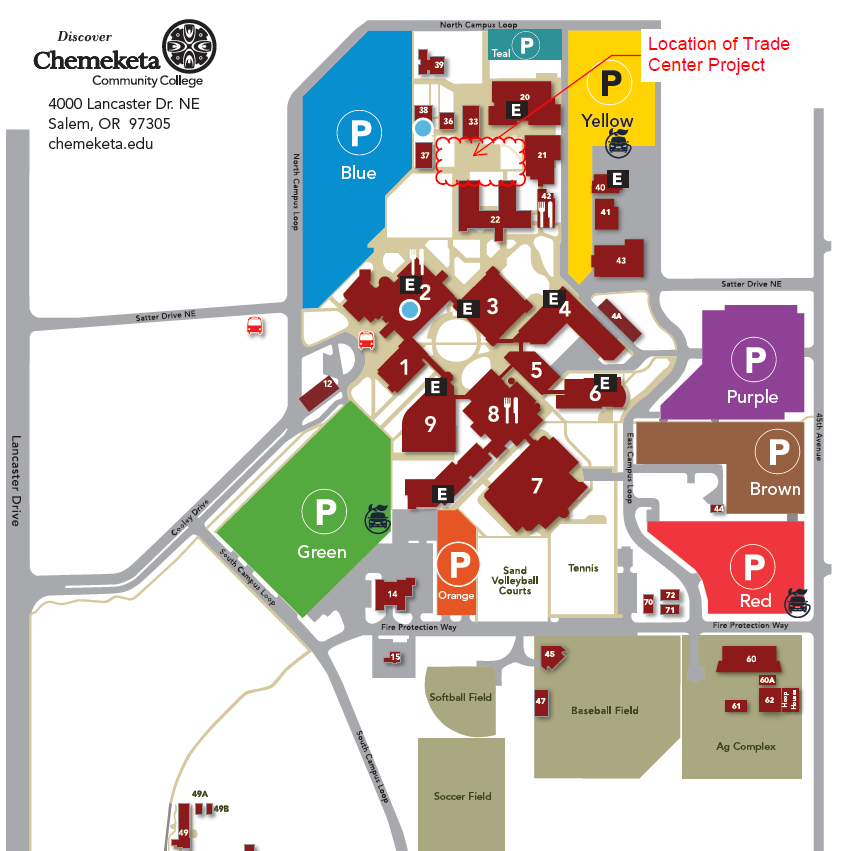 Discover
Chemeketa
Community College
4000 Lancaster Dr. NE
Salem, OR  97305
chemeketa.edu
North Campus Loop
Location of Trade
Center Project
Teal P
P
Yellow
P
Blue
39
38
36
33
20
E
37
21
22
42
40
E
41
43
North Campus Loop
Satter Drive NE
Satter Drive NE
E
2
E
3
E
4
4A
1
5
12
E
6
E
8
9
7
E
P
Purple
P
Brown
44
P
Red
45th Avenue
East Campus Loop
Lancaster Drive
Cooley Drive
South Campus Loop
P
Green
P
Orange
Sand
Volleyball
Courts
Tennis
14
15
70
72
71
Fire Protection Way
Fire Protection Way
45
47
Softball Field
Baseball Field
60
60A
61
62
Hoop
Houses
Ag Complex
Soccer Field
South Campus Loop
49A
49B
49